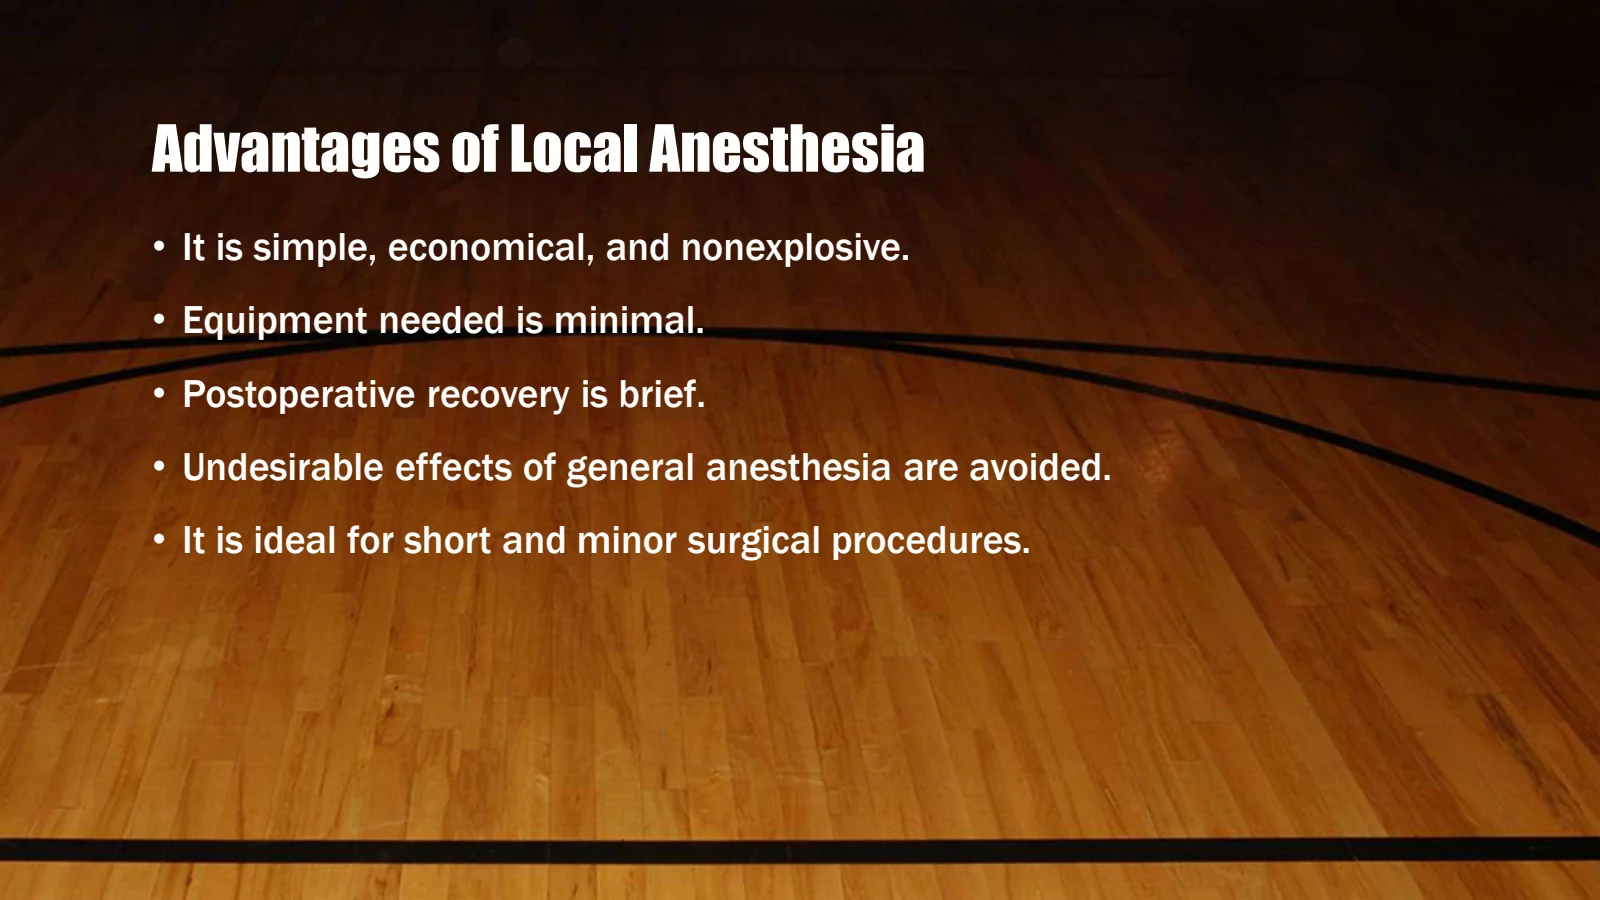 Advantages of Local Anesthesia
• It is simple, economical, and nonexplosive.
• Equipment needed is minimal.
• Postoperative recovery is brief.
• Undesirable effects of general anesthesia are avoided.
• It is ideal for short and minor surgical procedures.